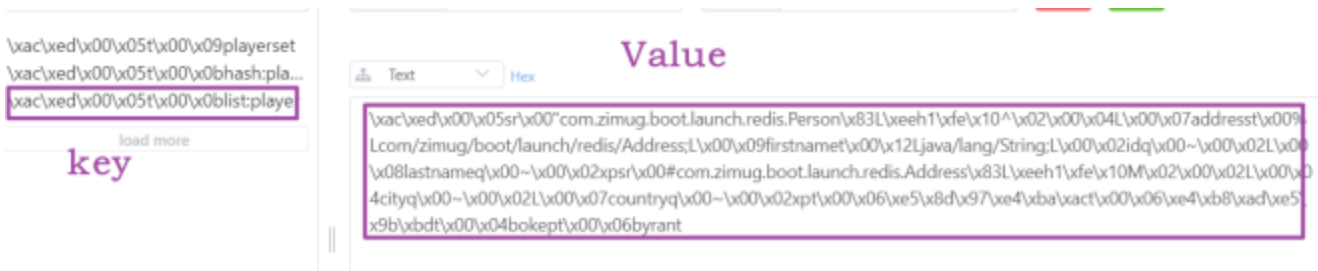 \xac\xed\x00\x05t\x00\x09playerset
\xac\xed\x00\x05t\x00\x0bhash:pla...
\xac\xed\x00\x05t\x00\x0blist:player
load more
key
Value
Text
Hex
\xac\xed\x00\x05sr\x00"com.zimug.boot.launch.redis.Person\x83L\xeeh1\xfe\x10^\x02\x00\x04L\x00\x07addresst\x00%
Lcom/zimug/boot/launch/redis/Address;L\x00\x09firstnamet\x00\x12Ljava/lang/String;L\x00\x02idq\x00~\x00\x02L\x00
\x08lastnameq\x00~\x00\x02xpsr\x00#com.zimug.boot.launch.redis.Address\x83L\xeeh1\xfe\x10M\x02\x00\x02L\x00\x0
4cityq\x00~\x00\x02L\x00\x07countryq\x00~\x00\x02xpt\x00\x06\xe5\x8d\x97\xe4\xba\xact\x00\x06\xe4\xb8\xad\xe5\
x9b\xbdt\x00\x04bokept\x00\x06byrant